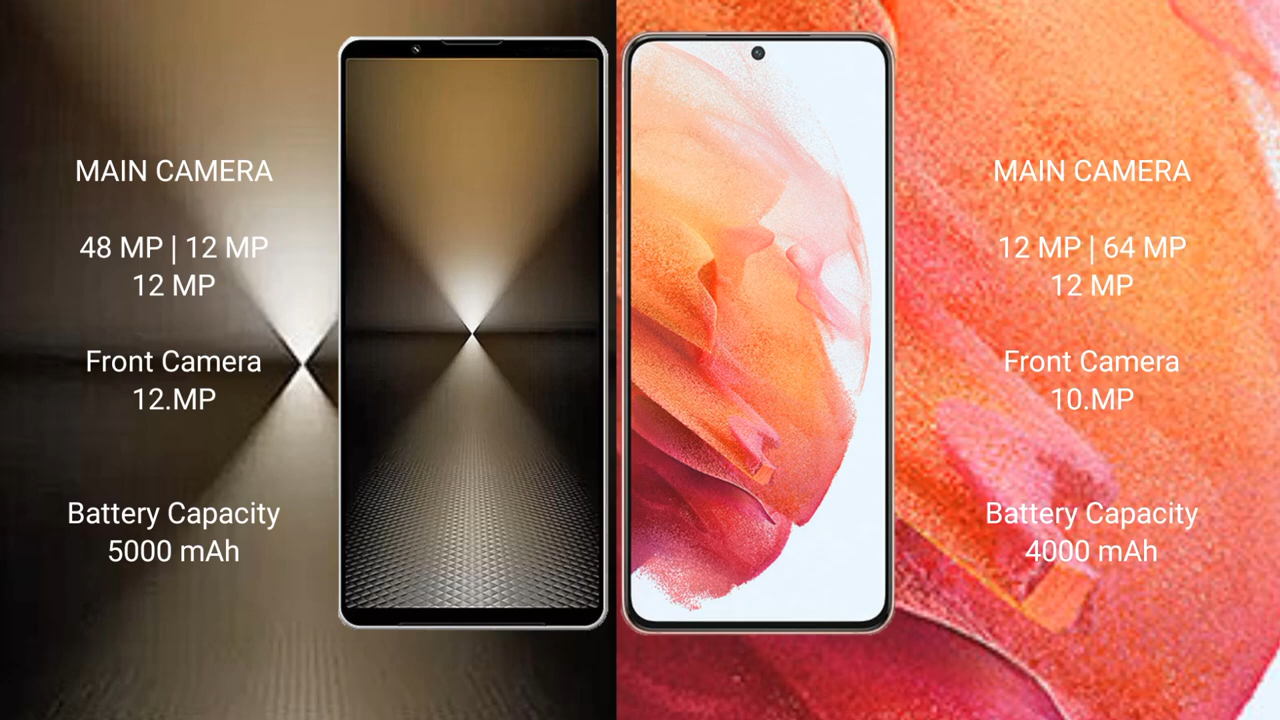 MAIN CAMERA
48 MP | 12 MP
12 MP
Front Camera
12.MP
Battery Capacity
5000 mAh
MAIN CAMERA
12 MP | 64 MP
12 MP
Front Camera
10.MP
Battery Capacity
4000 mAh